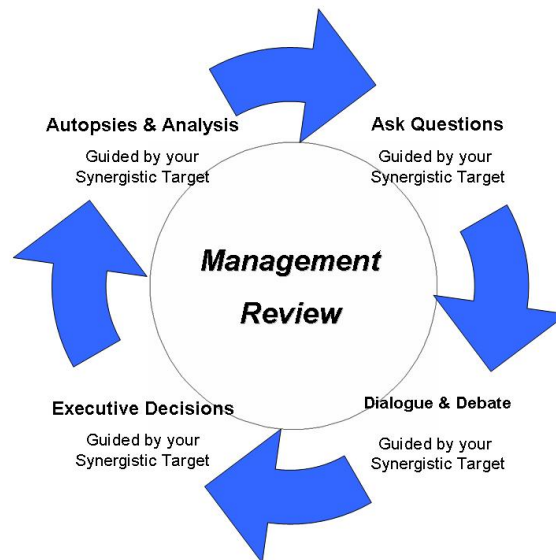 Autopsies & Analysis
Guided by your
Synergistic Target
Ask Questions
Guided by your
Synergistic Target
Management
Review
Executive Decisions
Guided by your
Synergistic Target
Dialogue & Debate
Guided by your
Synergistic Target